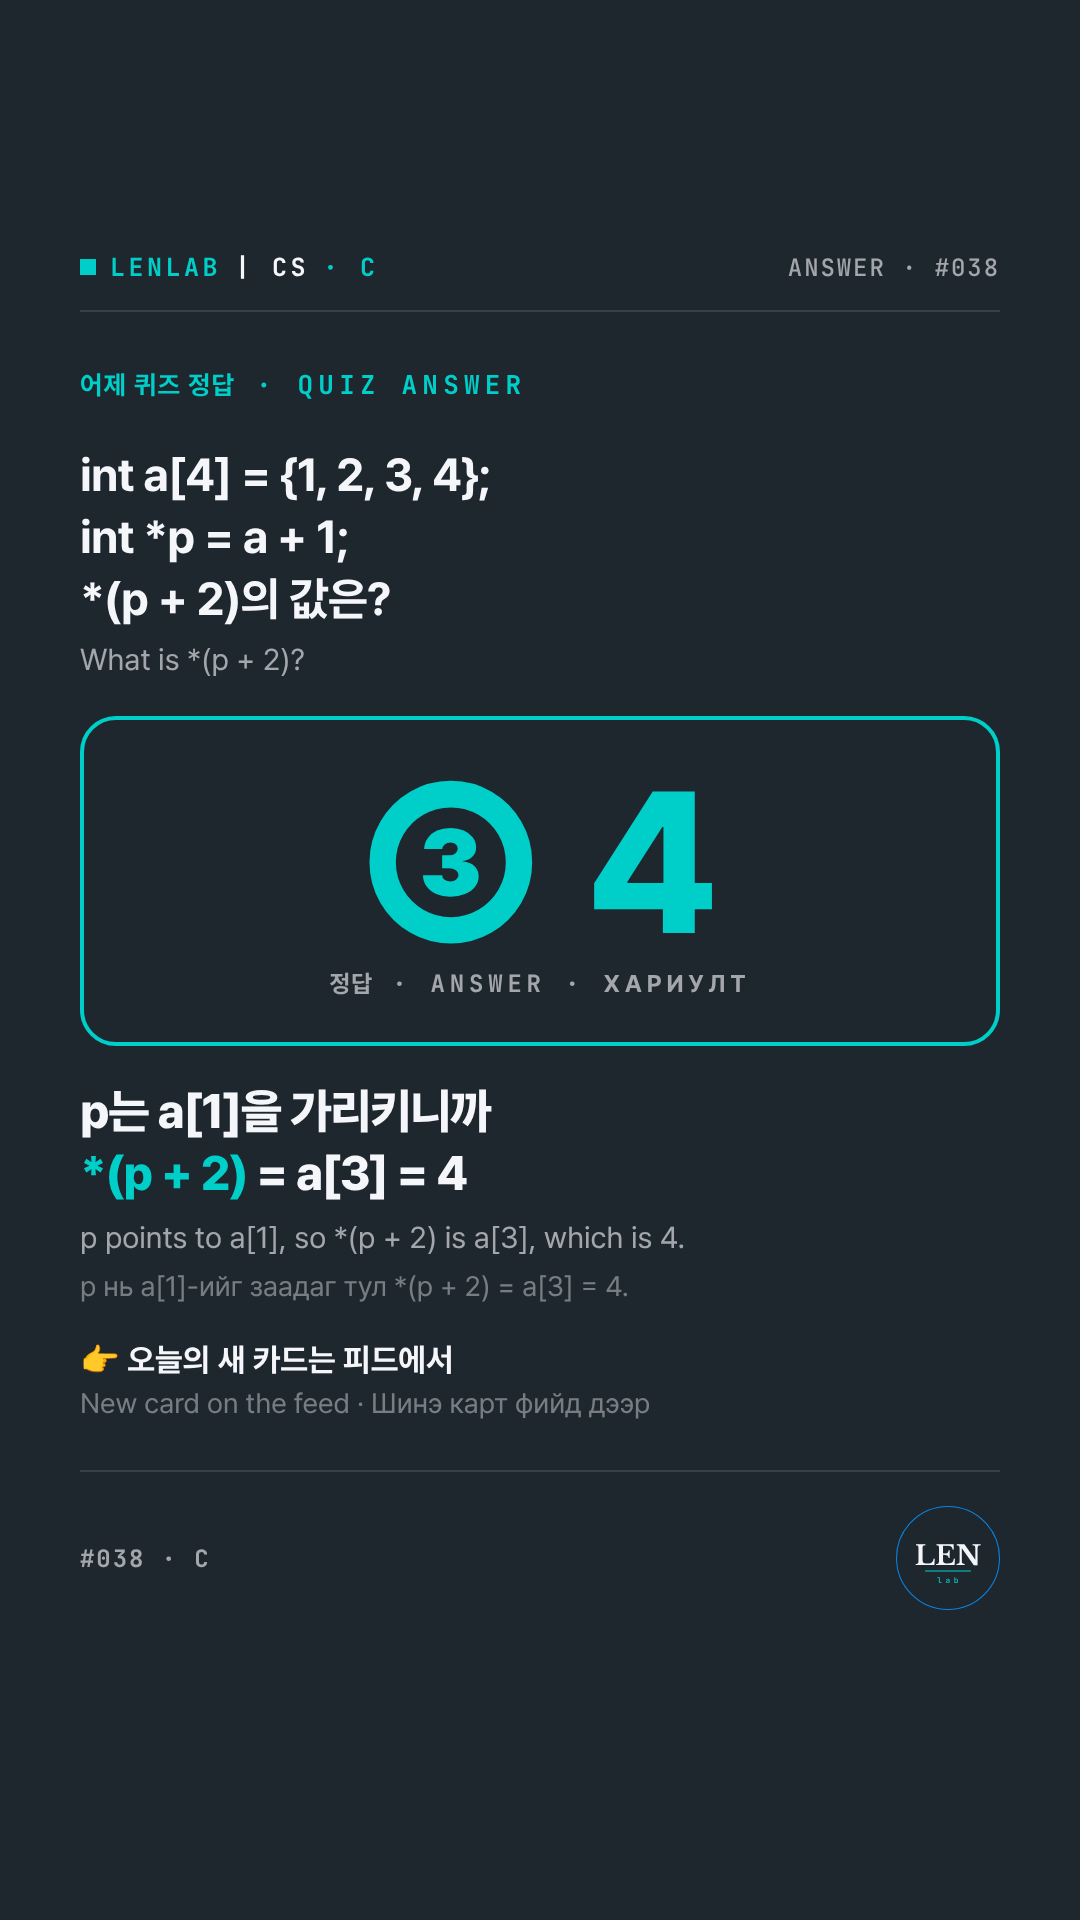 LENLAB | CS · C
ANSWER · #038
어제 퀴즈 정답 · QUIZ ANSWER
int a[4] = {1, 2, 3, 4};
int *p = a + 1;
*(p + 2)의 값은?
What is *(p + 2)?
③ 4
정답 · ANSWER · ХАРИУЛТ
p는 a[1]을 가리키니까
*(p + 2) = a[3] = 4
p points to a[1], so *(p + 2) is a[3], which is 4.
p нь a[1]-ийг заадаг тул *(p + 2) = a[3] = 4.
👉 오늘의 새 카드는 피드에서
New card on the feed · Шинэ карт фийд дээр
#038 · C
LEN
lab